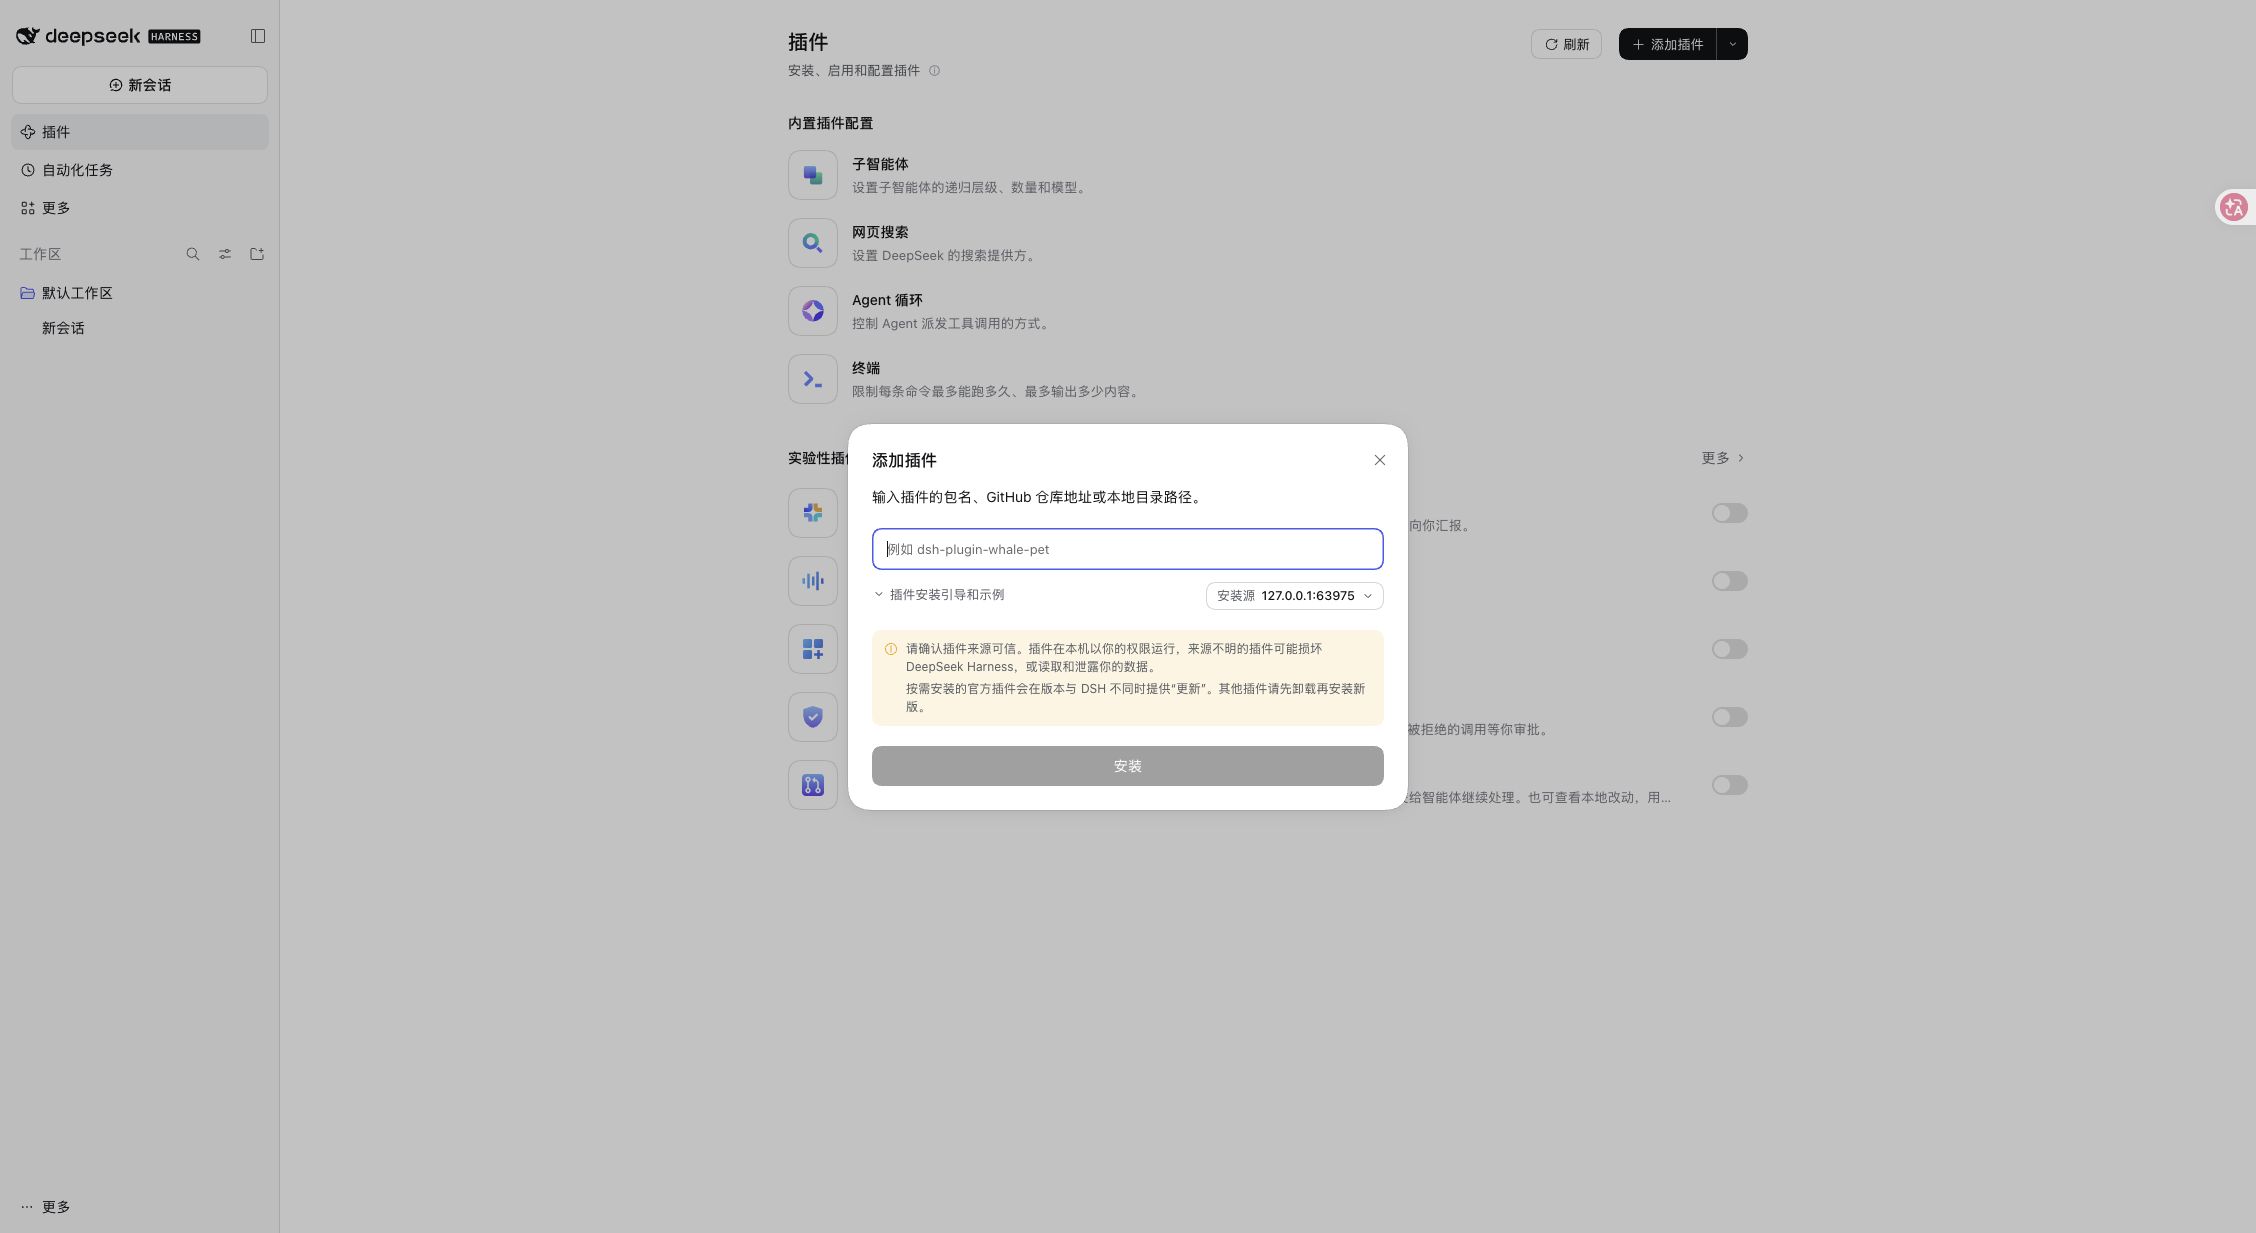 deepseek HARNESS
新会话
插件
自动化任务
更多
工作区
默认工作区
新会话
更多
插件
安装、启用和配置插件
刷新
添加插件
内置插件配置
子智能体
设置子智能体的递归层级、数量和模型。
网页搜索
设置 DeepSeek 的搜索提供方。
Agent 循环
控制 Agent 派发工具调用的方式。
终端
限制每条命令最多能跑多久、最多输出多少内容。
实验性插
更多
向你汇报。
被拒绝的调用等你审批。
给智能体继续处理。也可查看本地改动，用...
添加插件
输入插件的包名、GitHub 仓库地址或本地目录路径。
例如 dsh-plugin-whale-pet
插件安装引导和示例
安装源 127.0.0.1:63975
请确认插件来源可信。插件在本机以你的权限运行，来源不明的插件可能损坏
DeepSeek Harness，或读取和泄露你的数据。
按需安装的官方插件会在版本与 DSH 不同时提供“更新”。其他插件请先卸载再安装新
版。
安装